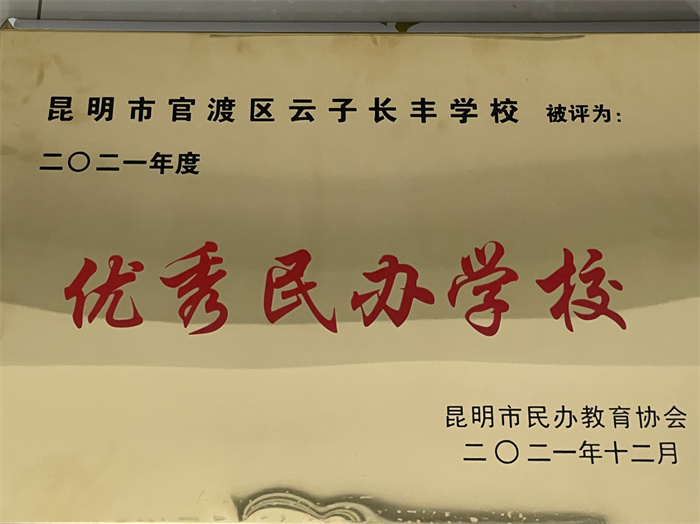 昆明市官渡区云子长丰学校 被评为：
二〇二一年度
优秀民办学校
昆明市民办教育协会
二〇二一年十二月